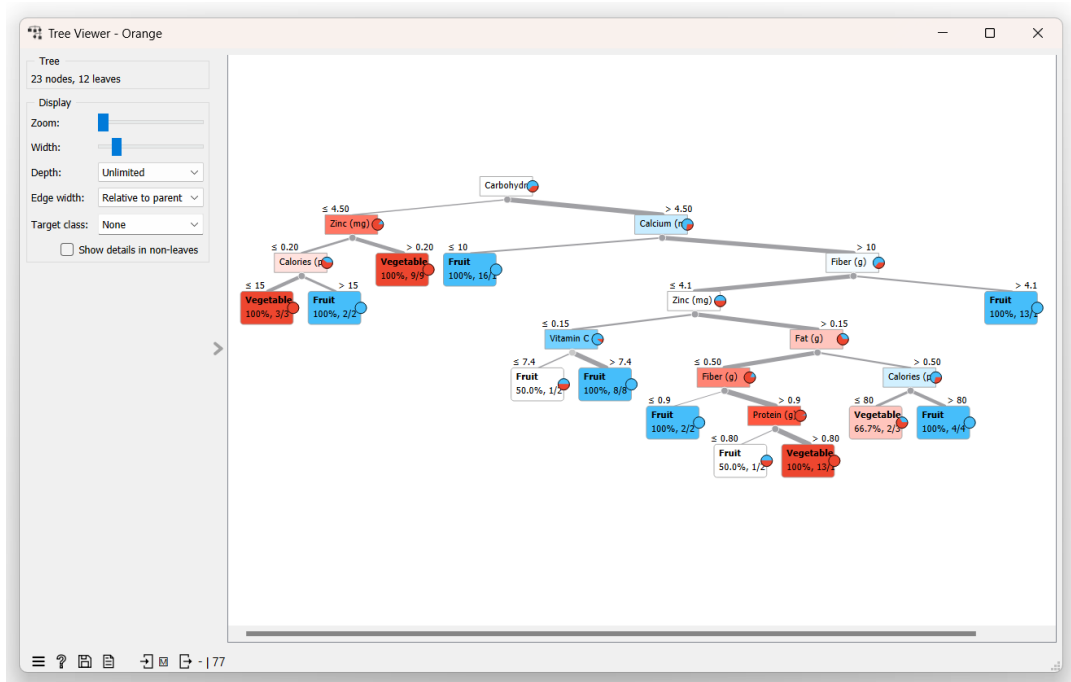 Tree Viewer - Orange
Tree
23 nodes, 12 leaves
Display
Zoom:
Width:
Depth: Unlimited
Edge width: Relative to parent
Target class: None
Show details in non-leaves
Carbohydr
≤ 4.50 > 4.50
Zinc (mg) Calcium (
≤ 0.20 > 0.20 ≤ 10 > 10
Calories (p Vegetable Fruit Fiber (g)
100%, 9/9 100%, 16/1
≤ 15 > 15 ≤ 4.1 > 4.1
Vegetable Fruit Zinc (mg) Fruit
100%, 3/3 100%, 2/2 100%, 13/1
≤ 0.15 > 0.15
Vitamin C ( Fat (g)
≤ 7.4 > 7.4 ≤ 0.50 > 0.50
Fruit Fruit Fiber (g) Calories (p
50.0%, 1/2 100%, 8/8
≤ 0.9 > 0.9 ≤ 80 > 80
Fruit Protein (g) Vegetable Fruit
100%, 2/2 66.7%, 2/3 100%, 4/4
≤ 0.80 > 0.80
Fruit Vegetable
50.0%, 1/2 100%, 13/1
M - | 77